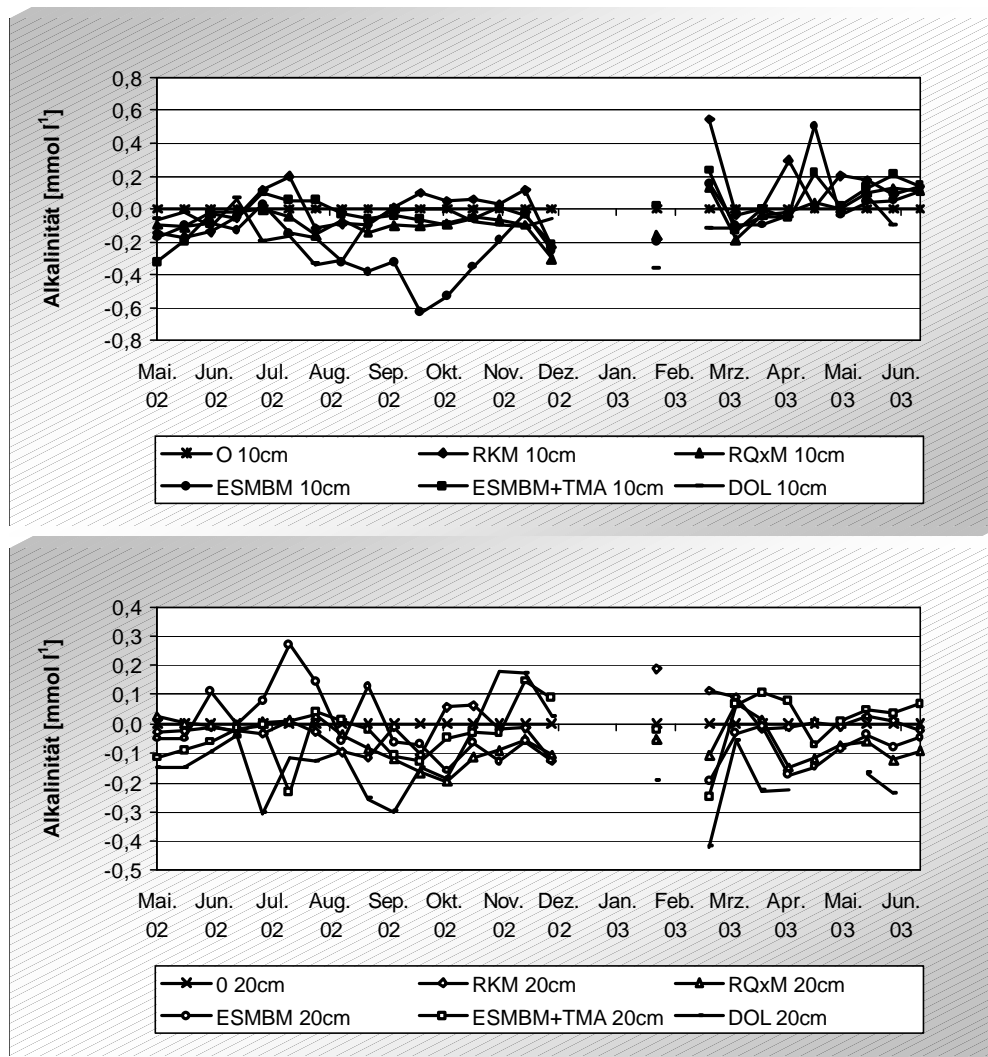 Alkalinität [mmol l¹]
0,8
0,6
0,4
0,2
0,0
-0,2
-0,4
-0,6
-0,8
Mai. Jun. Jul. Aug. Sep. Okt. Nov. Dez. Jan. Feb. Mrz. Apr. Mai. Jun.
02 02 02 02 02 02 02 02 03 03 03 03 03 03
O 10cm RKM 10cm RQxM 10cm
ESMBM 10cm ESMBM+TMA 10cm DOL 10cm
Alkalinität [mmol l¹]
0,4
0,3
0,2
0,1
0,0
-0,1
-0,2
-0,3
-0,4
-0,5
Mai. Jun. Jul. Aug. Sep. Okt. Nov. Dez. Jan. Feb. Mrz. Apr. Mai. Jun.
02 02 02 02 02 02 02 02 03 03 03 03 03 03
0 20cm RKM 20cm RQxM 20cm
ESMBM 20cm ESMBM+TMA 20cm DOL 20cm